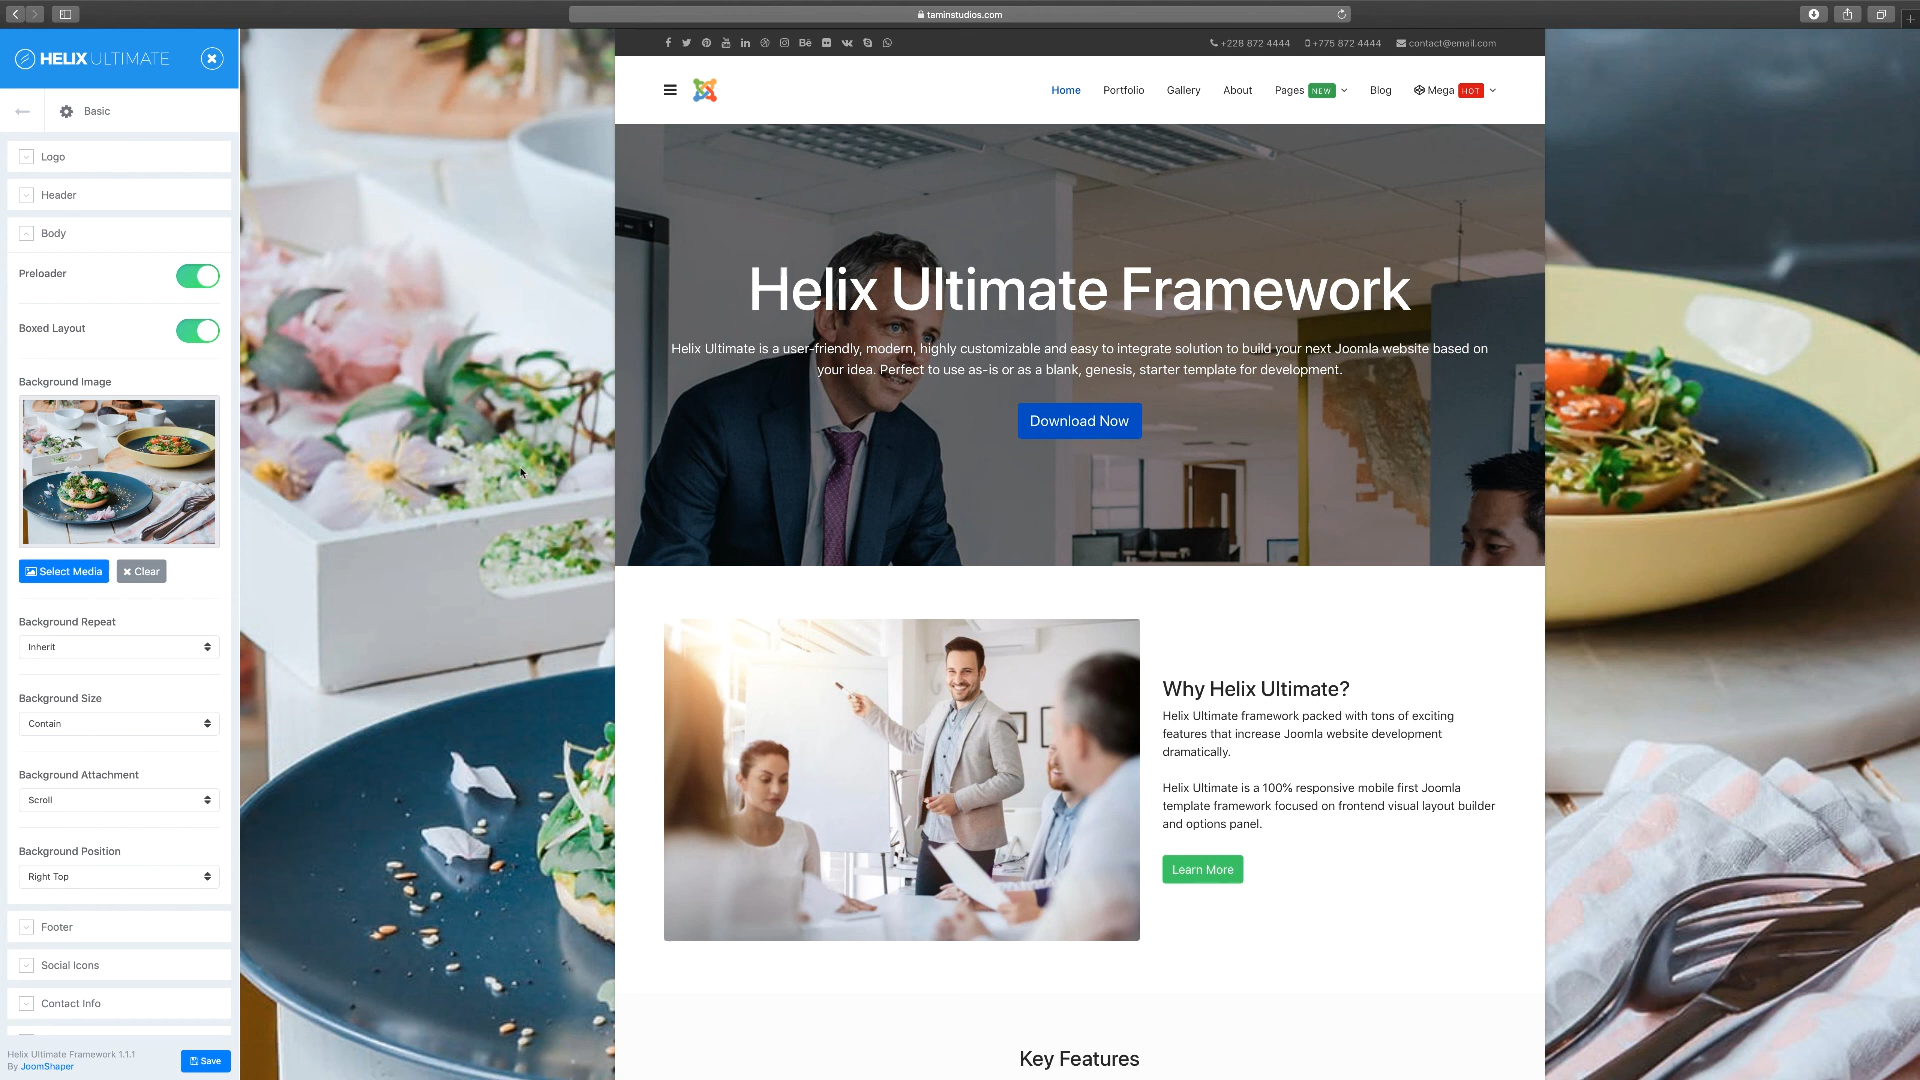 taminstudios.com
HELIX ULTIMATE
Basic
Logo
Header
Body
Preloader
Boxed Layout
Background Image
Select Media
Clear
Background Repeat
Inherit
Background Size
Contain
Background Attachment
Scroll
Background Position
Right Top
Footer
Social Icons
Contact Info
Helix Ultimate Framework 1.1.1
By JoomShaper
Save
+228 872 4444
+775 872 4444
contact@email.com
Home
Portfolio
Gallery
About
Pages NEW
Blog
Mega HOT
Helix Ultimate Framework
Helix Ultimate is a user-friendly, modern, highly customizable and easy to integrate solution to build your next Joomla website based on
your idea. Perfect to use as-is or as a blank, genesis, starter template for development.
Download Now
Why Helix Ultimate?
Helix Ultimate framework packed with tons of exciting
features that increase Joomla website development
dramatically.
Helix Ultimate is a 100% responsive mobile first Joomla
template framework focused on frontend visual layout builder
and options panel.
Learn More
Key Features